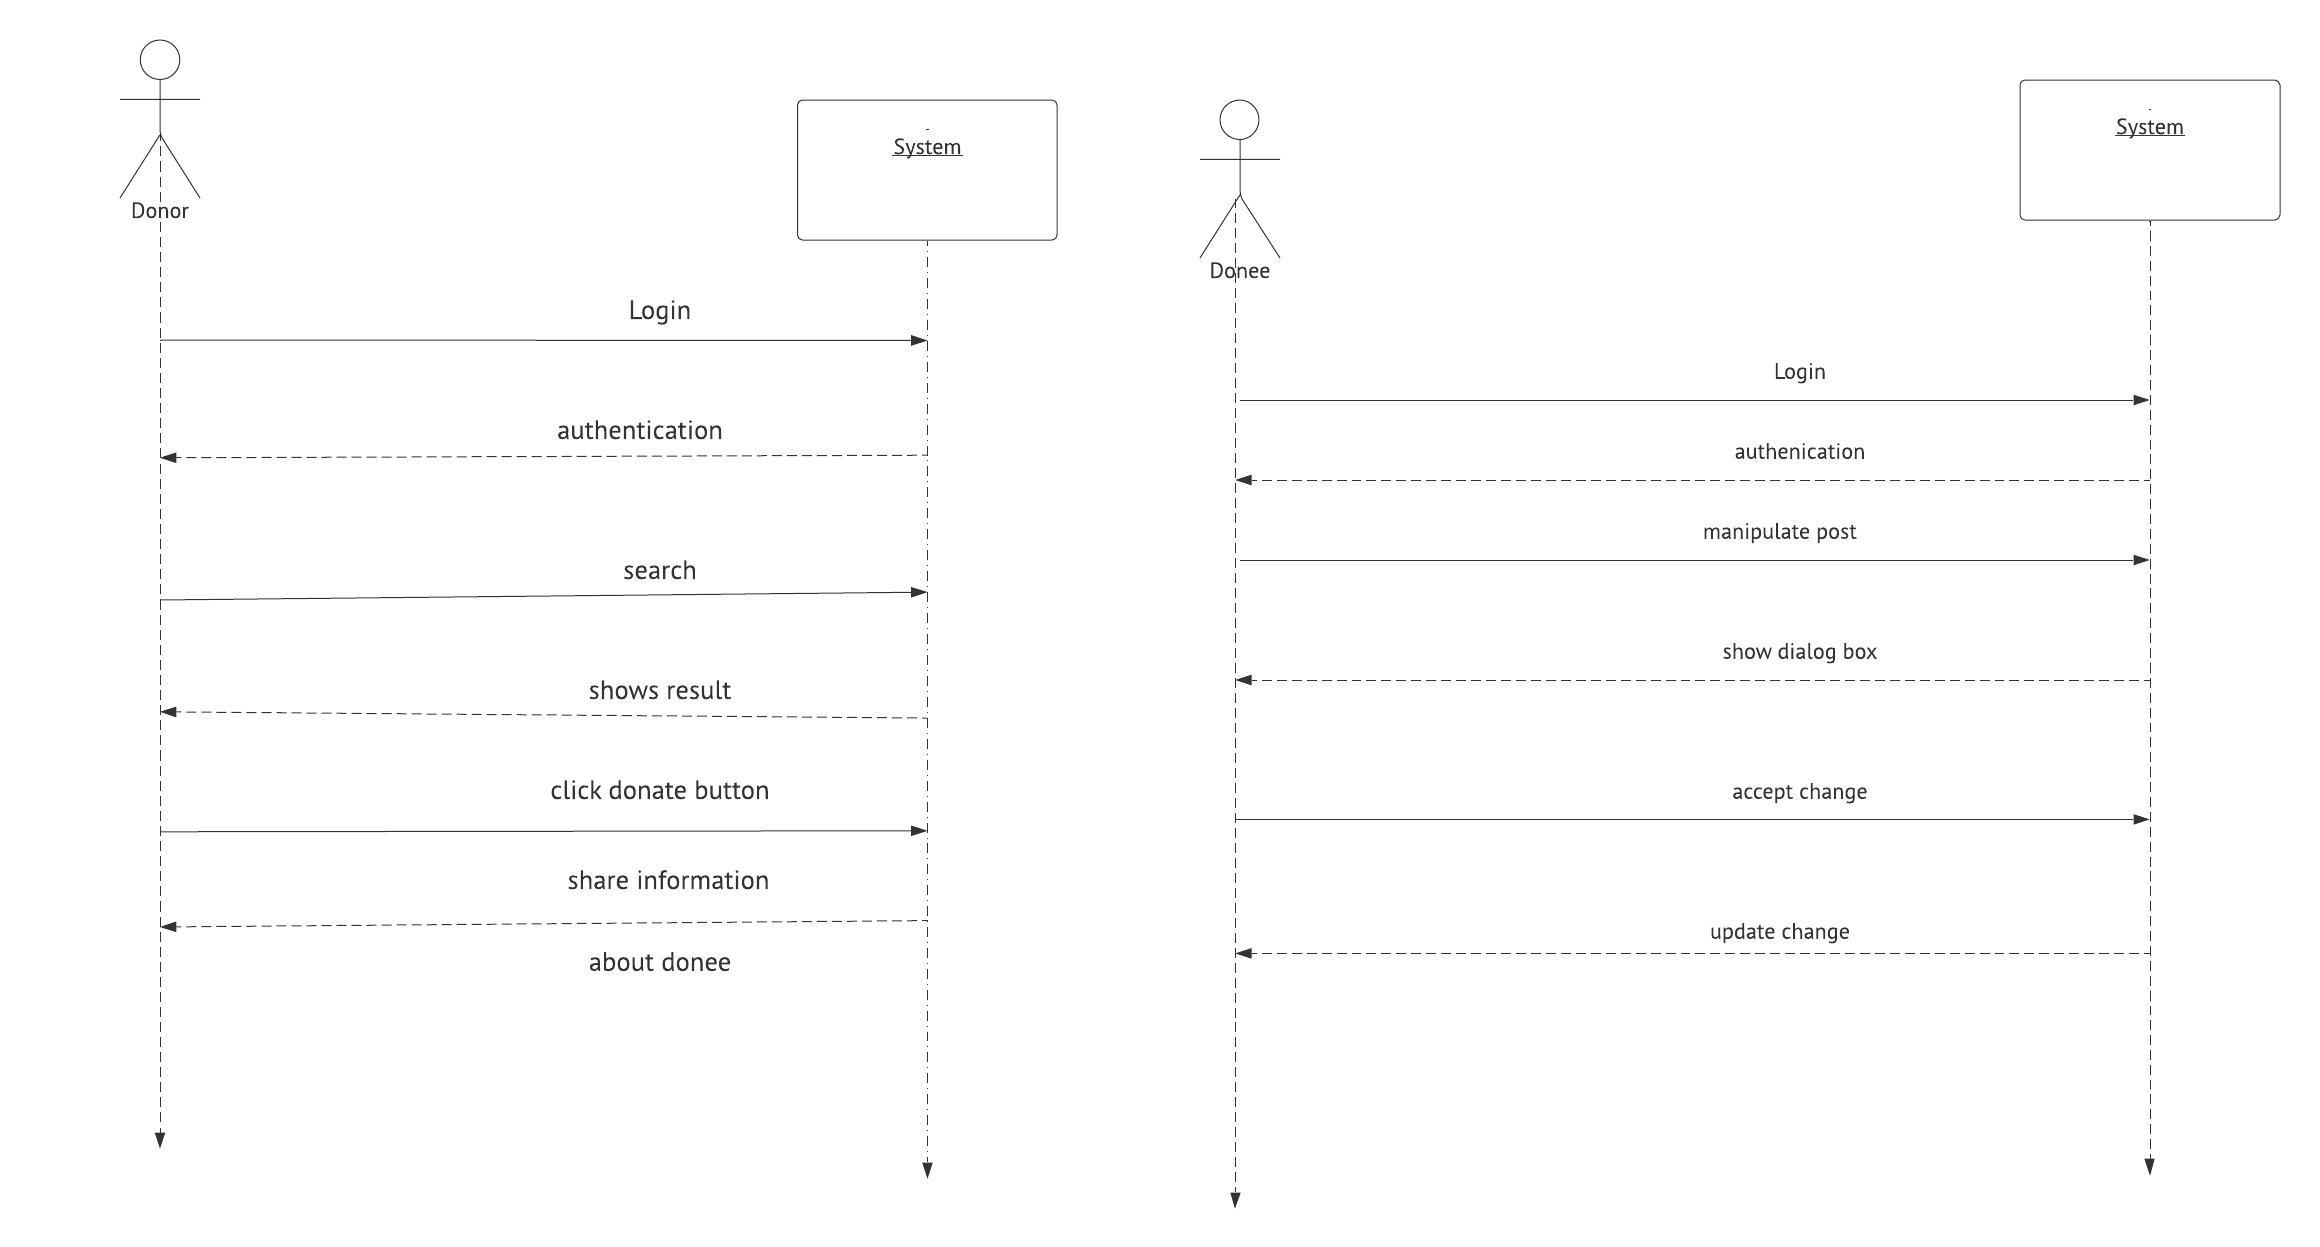 Donor
System
Login
authentication
search
shows result
click donate button
share information
about donee
Donee
System
Login
authenication
manipulate post
show dialog box
accept change
update change